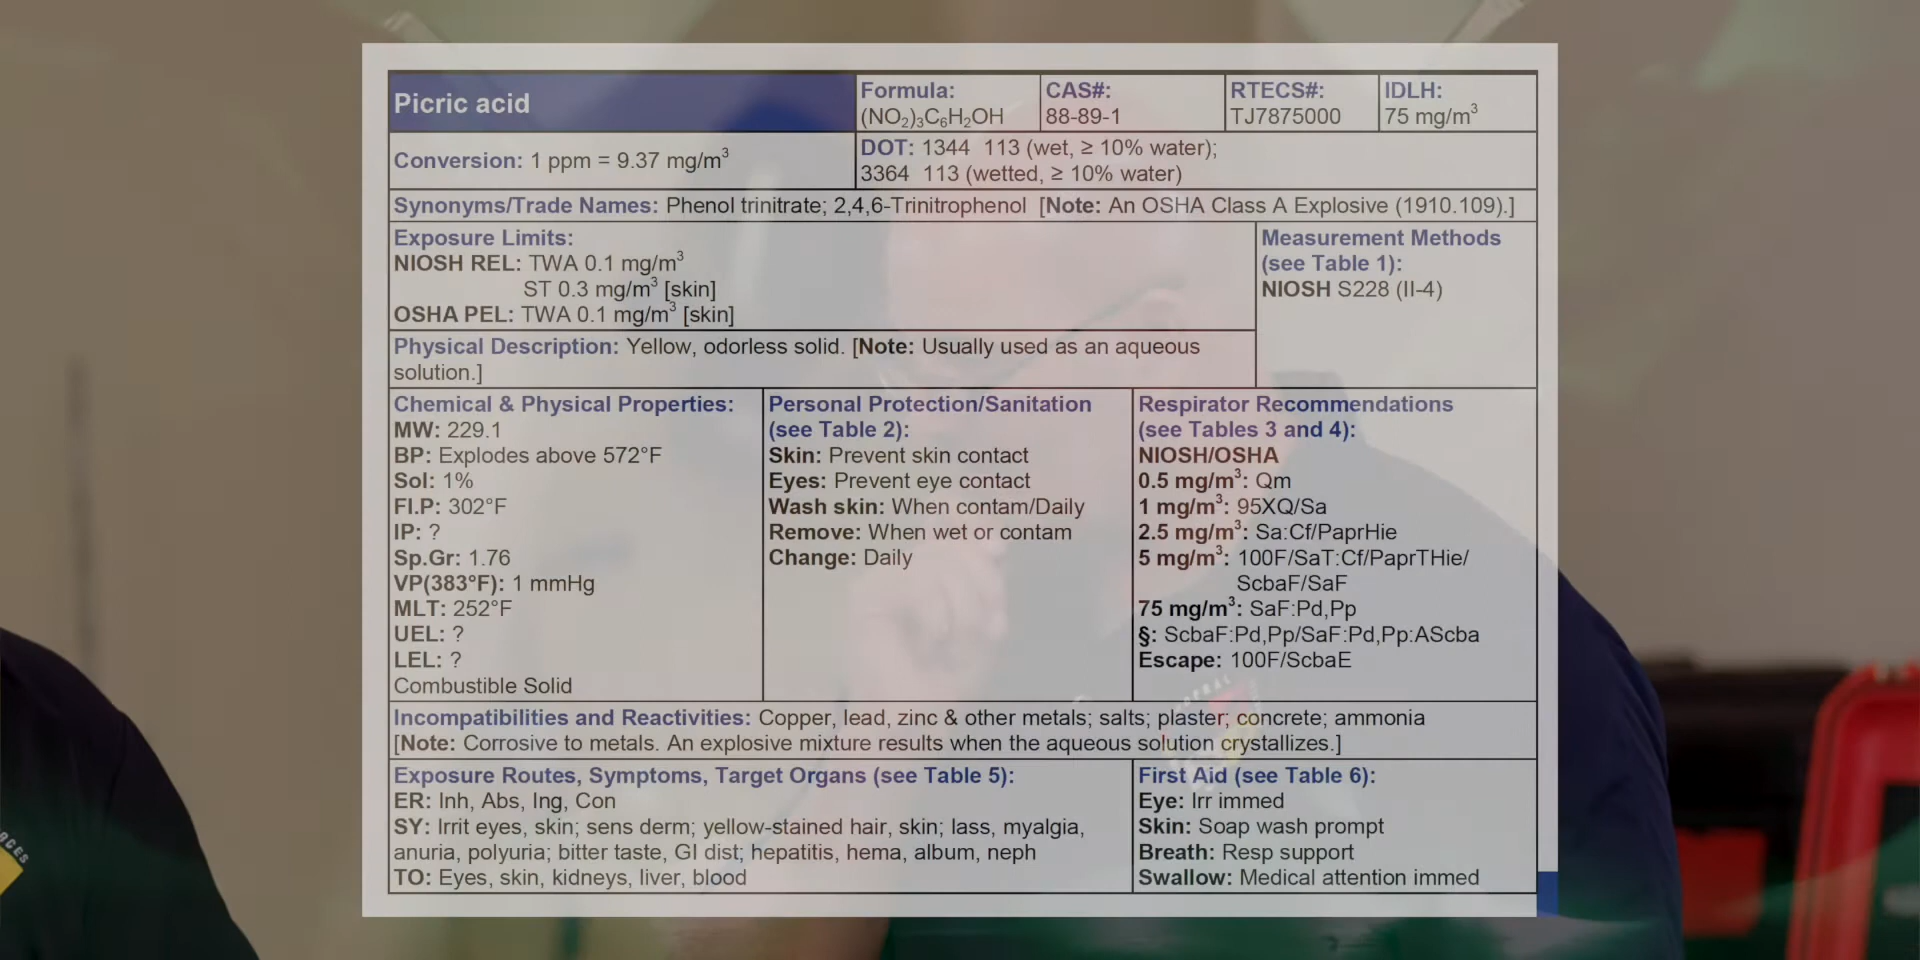 Picric acid
Formula:
(NO₂)₃C₆H₂OH
CAS#:
88-89-1
RTECS#:
TJ7875000
IDLH:
75 mg/m³
Conversion: 1 ppm = 9.37 mg/m³
DOT: 1344 113 (wet, ≥ 10% water);
3364 113 (wetted, ≥ 10% water)
Synonyms/Trade Names: Phenol trinitrate; 2,4,6-Trinitrophenol [Note: An OSHA Class A Explosive (1910.109).]
Exposure Limits:
NIOSH REL: TWA 0.1 mg/m³
ST 0.3 mg/m³ [skin]
OSHA PEL: TWA 0.1 mg/m³ [skin]
Measurement Methods
(see Table 1):
NIOSH S228 (II-4)
Physical Description: Yellow, odorless solid. [Note: Usually used as an aqueous
solution.]
Chemical & Physical Properties:
MW: 229.1
BP: Explodes above 572°F
Sol: 1%
Fl.P: 302°F
IP: ?
Sp.Gr: 1.76
VP(383°F): 1 mmHg
MLT: 252°F
UEL: ?
LEL: ?
Combustible Solid
Personal Protection/Sanitation
(see Table 2):
Skin: Prevent skin contact
Eyes: Prevent eye contact
Wash skin: When contam/Daily
Remove: When wet or contam
Change: Daily
Respirator Recommendations
(see Tables 3 and 4):
NIOSH/OSHA
0.5 mg/m³: Qm
1 mg/m³: 95XQ/Sa
2.5 mg/m³: Sa:Cf/PaprHie
5 mg/m³: 100F/SaT:Cf/PaprTHie/
ScbaF/SaF
75 mg/m³: SaF:Pd,Pp
§: ScbaF:Pd,Pp/SaF:Pd,Pp:AScba
Escape: 100F/ScbaE
Incompatibilities and Reactivities: Copper, lead, zinc & other metals; salts; plaster; concrete; ammonia
[Note: Corrosive to metals. An explosive mixture results when the aqueous solution crystallizes.]
Exposure Routes, Symptoms, Target Organs (see Table 5):
ER: Inh, Abs, Ing, Con
SY: Irrit eyes, skin; sens derm; yellow-stained hair, skin; lass, myalgia,
anuria, polyuria; bitter taste, GI dist; hepatitis, hema, album, neph
TO: Eyes, skin, kidneys, liver, blood
First Aid (see Table 6):
Eye: Irr immed
Skin: Soap wash prompt
Breath: Resp support
Swallow: Medical attention immed